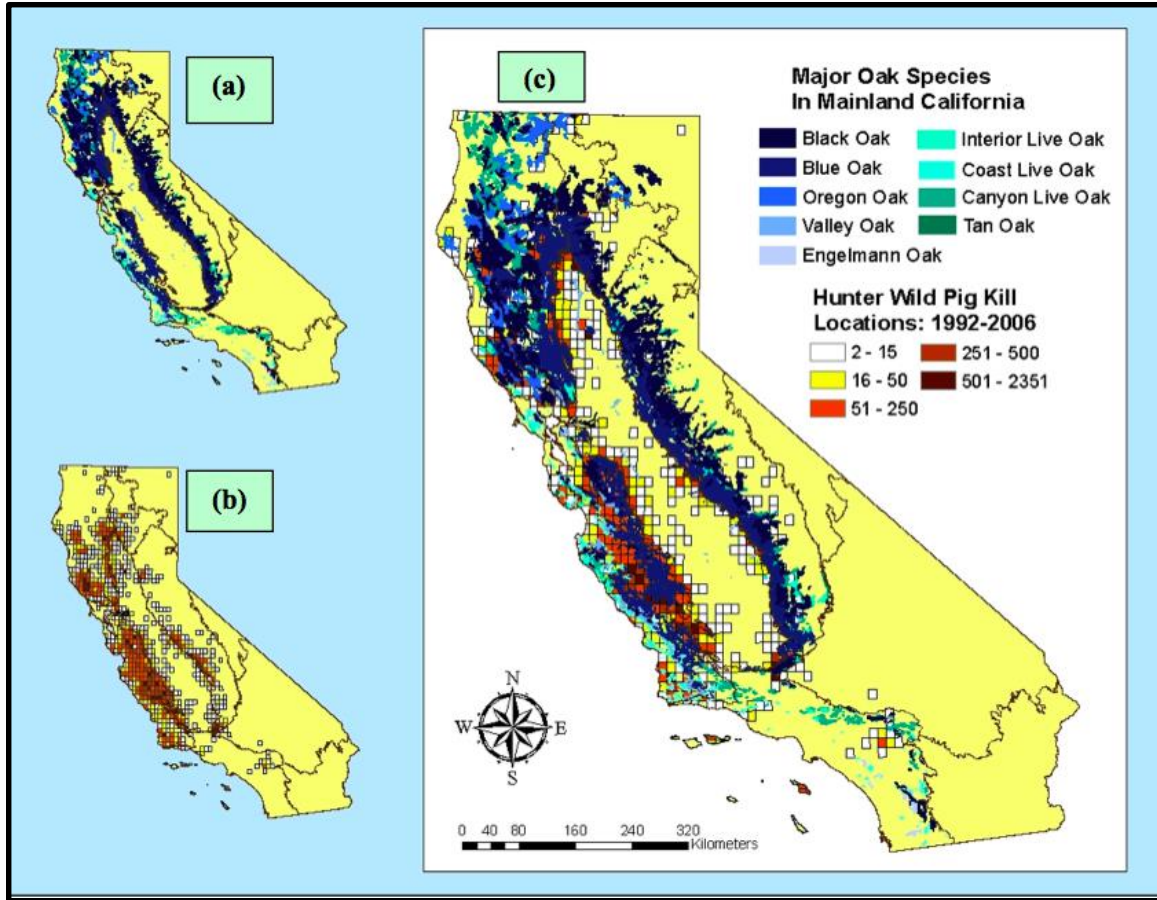 (a)
(b)
(c)
Major Oak Species
In Mainland California
Black Oak
Blue Oak
Oregon Oak
Valley Oak
Engelmann Oak
Interior Live Oak
Coast Live Oak
Canyon Live Oak
Tan Oak
Hunter Wild Pig Kill
Locations: 1992-2006
2 - 15
16 - 50
51 - 250
251 - 500
501 - 2351
N
W E
S
0 40 80 160 240 320
Kilometers